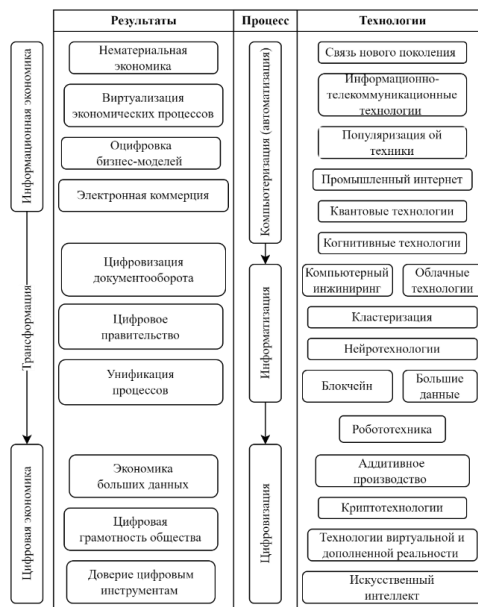 Результаты
Процесс
Технологии
Информационная экономика
Трансформация
Цифровая экономика
Нематериальная
экономика
Виртуализация
экономических процессов
Оцифровка
бизнес-моделей
Электронная коммерция
Цифровизация
документооборота
Цифровое
правительство
Унификация
процессов
Экономика
больших данных
Цифровая
грамотность общества
Доверие цифровым
инструментам
Компьютеризация (автоматизация)
Информатизация
Цифровизация
Связь нового поколения
Информационно-
телекоммуникационные
технологии
Популяризация ой
техники
Промышленный интернет
Квантовые технологии
Когнитивные технологии
Компьютерный
инжиниринг
Облачные
технологии
Кластеризация
Нейротехнологии
Блокчейн
Большие
данные
Робототехника
Аддитивное
производство
Криптотехнологии
Технологии виртуальной и
дополненной реальности
Искусственный
интеллект